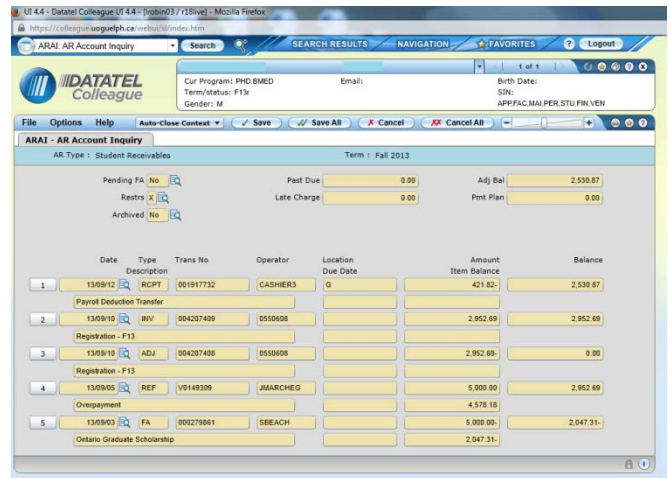 UI 4.4 - Datatel Colleague UI 4.4 - [lrobin03 / r18live] - Mozilla Firefox
https://colleague.uoguelph.ca/webui/sl/index.htm
ARAI: AR Account Inquiry Search SEARCH RESULTS NAVIGATION FAVORITES ? Logout
1 of 1
DATATEL
Colleague
Cur Program: PHD.BMED Email: Birth Date:
Term/status: F13r SIN:
Gender: M APP,FAC,MAI,PER,STU,FIN,VEN
File Options Help Auto-Close Context Save Save All Cancel Cancel All
ARAI - AR Account Inquiry
AR Type : Student Receivables Term : Fall 2013
Pending FA No Past Due 0.00 Adj Bal 2,530.87
Restrs X Late Charge 0.00 Pmt Plan 0.00
Archived No
Date Type Trans No Operator Location Amount Balance
Description Due Date Item Balance
1 13/09/12 RCPT 001917732 CASHIER3 G 421.82- 2,530.87
Payroll Deduction Transfer
2 13/09/10 INV 004207409 0550608 2,952.69 2,952.69
Registration - F13
3 13/09/10 ADJ 004207408 0550608 2,952.69- 0.00
Registration - F13
4 13/09/05 REF V0149309 JMARCHEG 5,000.00 2,952.69
Overpayment 4,578.18
5 13/09/03 FA 000279861 SBEACH 5,000.00- 2,047.31-
Ontario Graduate Scholarship 2,047.31-